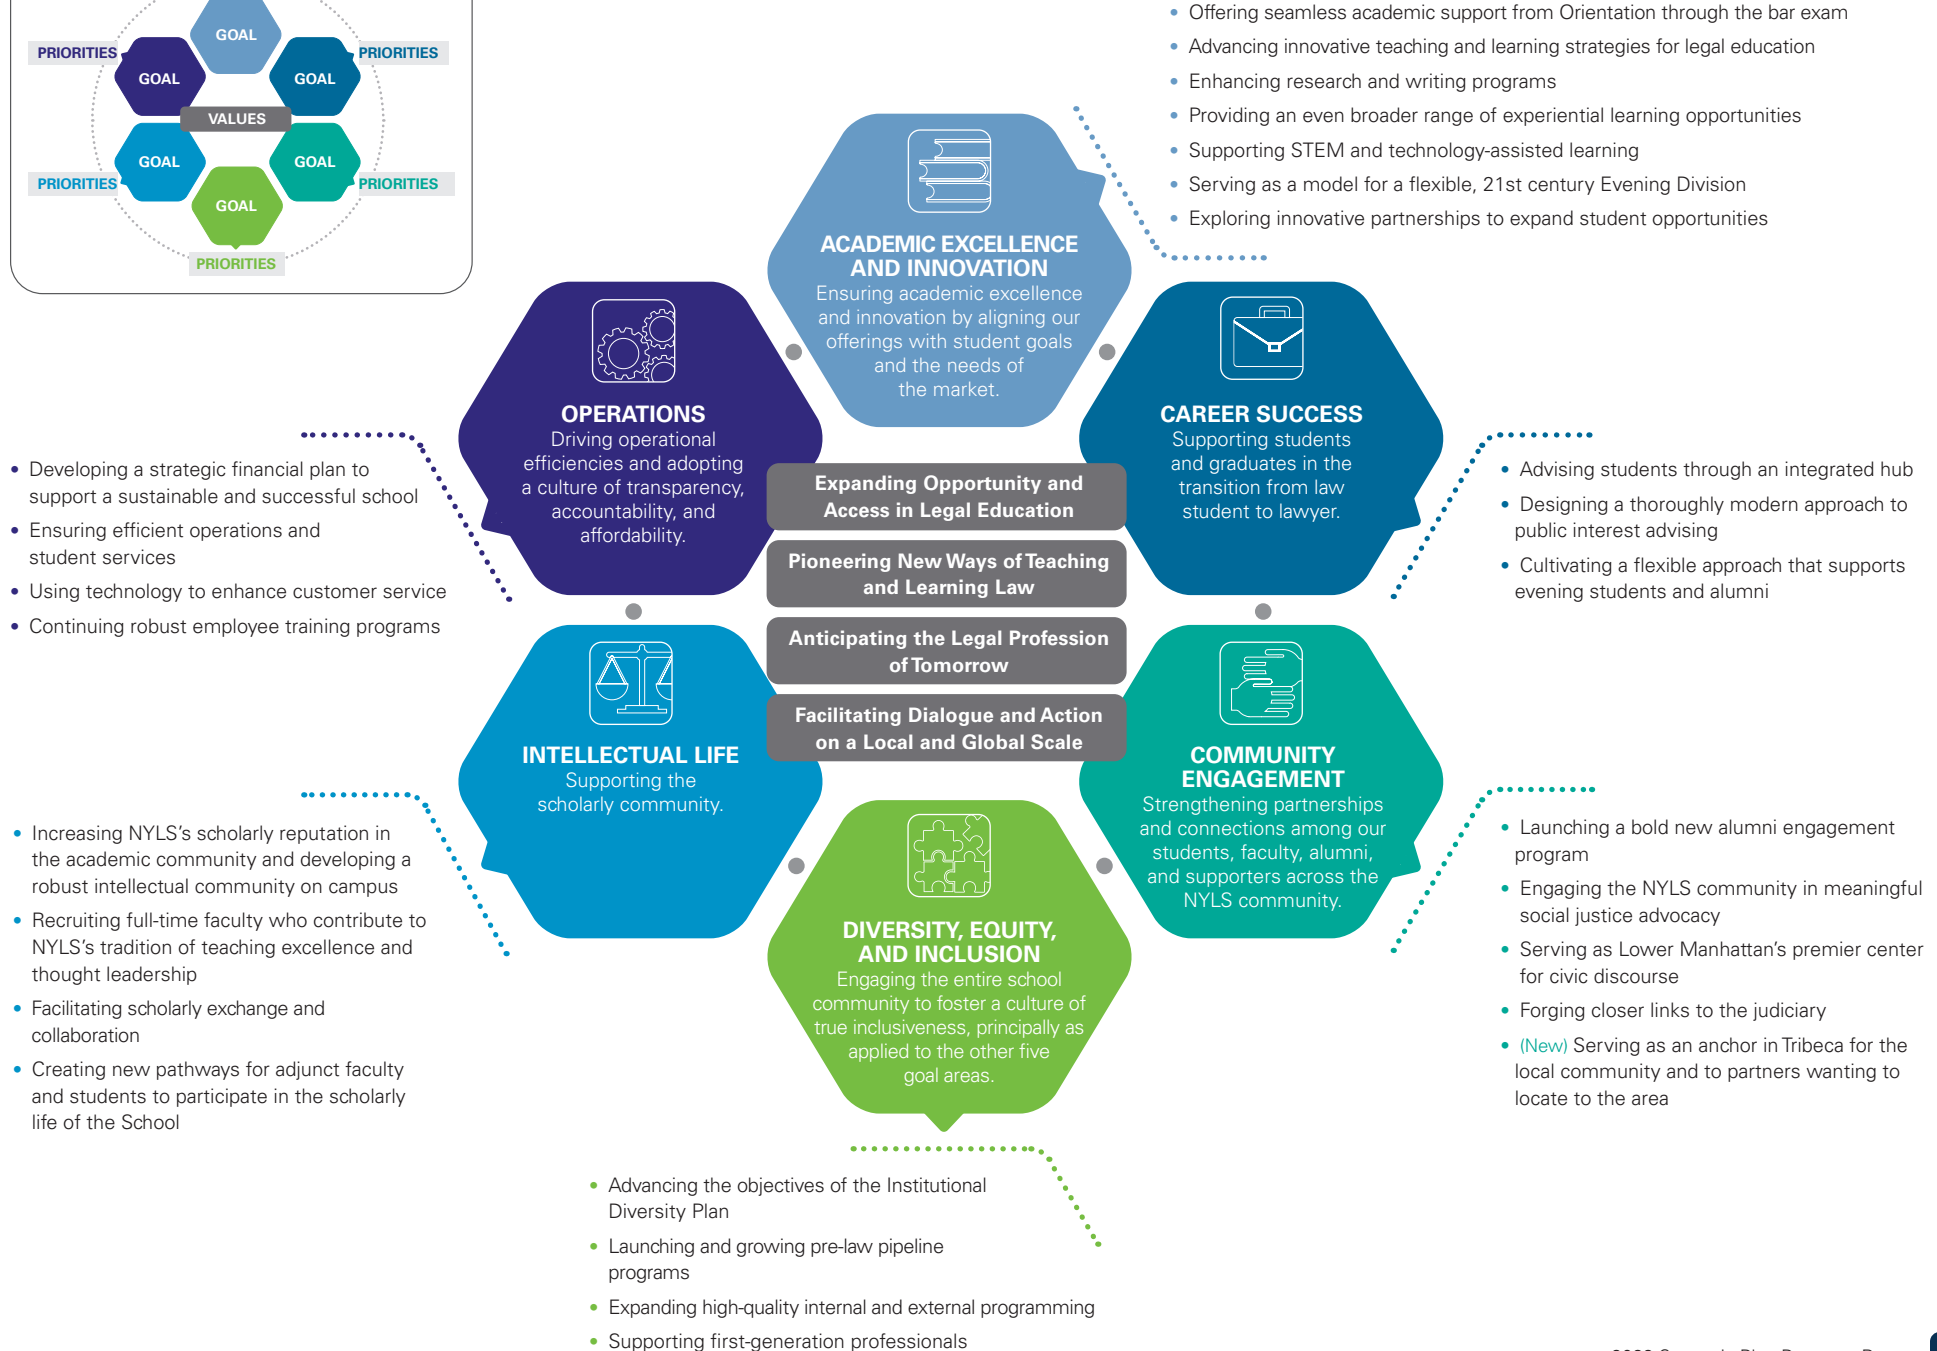 GOAL
PRIORITIES
PRIORITIES
GOAL
GOAL
VALUES
GOAL
GOAL
PRIORITIES
PRIORITIES
GOAL
PRIORITIES
• Offering seamless academic support from Orientation through the bar exam
• Advancing innovative teaching and learning strategies for legal education
• Enhancing research and writing programs
• Providing an even broader range of experiential learning opportunities
• Supporting STEM and technology-assisted learning
• Serving as a model for a flexible, 21st century Evening Division
• Exploring innovative partnerships to expand student opportunities
ACADEMIC EXCELLENCE
AND INNOVATION
Ensuring academic excellence
and innovation by aligning our
offerings with student goals
and the needs of
the market.
OPERATIONS
Driving operational
efficiencies and adopting
a culture of transparency,
accountability, and
affordability.
CAREER SUCCESS
Supporting students
and graduates in the
transition from law
student to lawyer.
• Developing a strategic financial plan to
support a sustainable and successful school
• Ensuring efficient operations and
student services
• Using technology to enhance customer service
• Continuing robust employee training programs
Expanding Opportunity and
Access in Legal Education
Pioneering New Ways of Teaching
and Learning Law
Anticipating the Legal Profession
of Tomorrow
Facilitating Dialogue and Action
on a Local and Global Scale
• Advising students through an integrated hub
• Designing a thoroughly modern approach to
public interest advising
• Cultivating a flexible approach that supports
evening students and alumni
INTELLECTUAL LIFE
Supporting the
scholarly community.
COMMUNITY
ENGAGEMENT
Strengthening partnerships
and connections among our
students, faculty, alumni,
and supporters across the
NYLS community.
• Increasing NYLS’s scholarly reputation in
the academic community and developing a
robust intellectual community on campus
• Recruiting full-time faculty who contribute to
NYLS’s tradition of teaching excellence and
thought leadership
• Facilitating scholarly exchange and
collaboration
• Creating new pathways for adjunct faculty
and students to participate in the scholarly
life of the School
• Launching a bold new alumni engagement
program
• Engaging the NYLS community in meaningful
social justice advocacy
• Serving as Lower Manhattan’s premier center
for civic discourse
• Forging closer links to the judiciary
• (New) Serving as an anchor in Tribeca for the
local community and to partners wanting to
locate to the area
DIVERSITY, EQUITY,
AND INCLUSION
Engaging the entire school
community to foster a culture of
true inclusiveness, principally as
applied to the other five
goal areas.
• Advancing the objectives of the Institutional
Diversity Plan
• Launching and growing pre-law pipeline
programs
• Expanding high-quality internal and external programming
• Supporting first-generation professionals